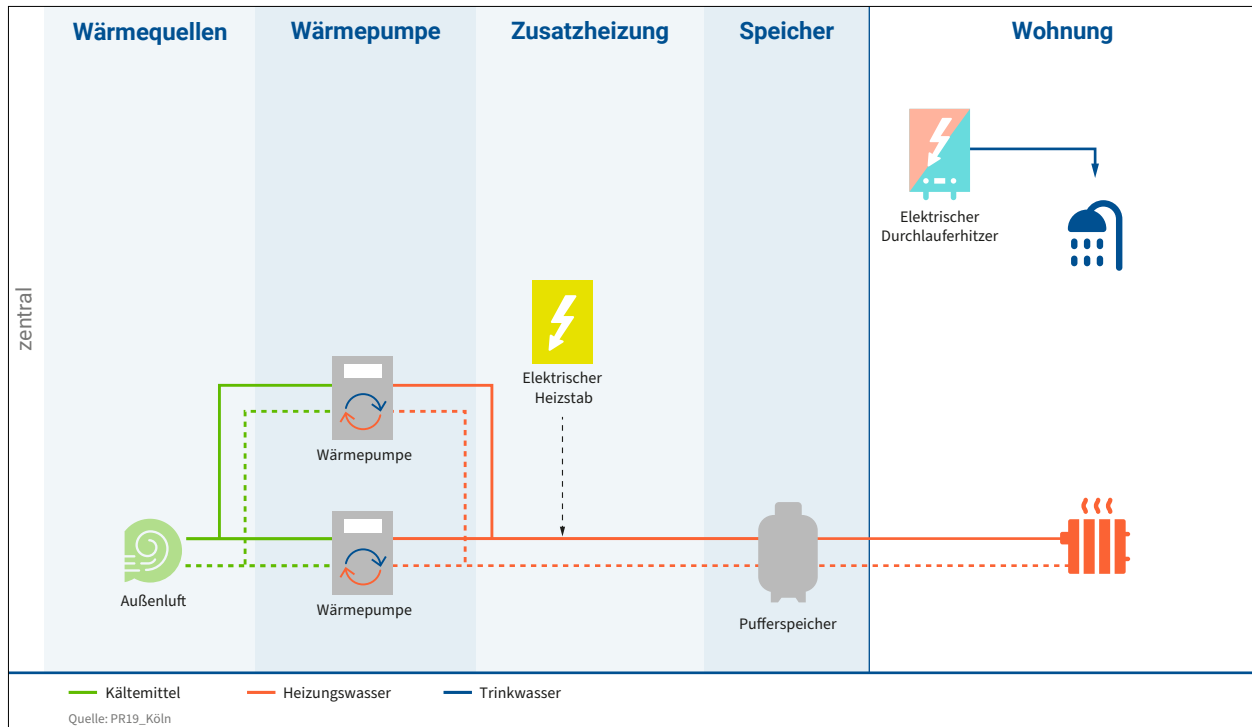 Wärmequellen
Wärmepumpe
Zusatzheizung
Speicher
Wohnung
zentral
Elektrischer
Durchlauferhitzer
Elektrischer
Heizstab
Wärmepumpe
Außenluft
Wärmepumpe
Pufferspeicher
Kältemittel
Heizungswasser
Trinkwasser
Quelle: PR19_Köln